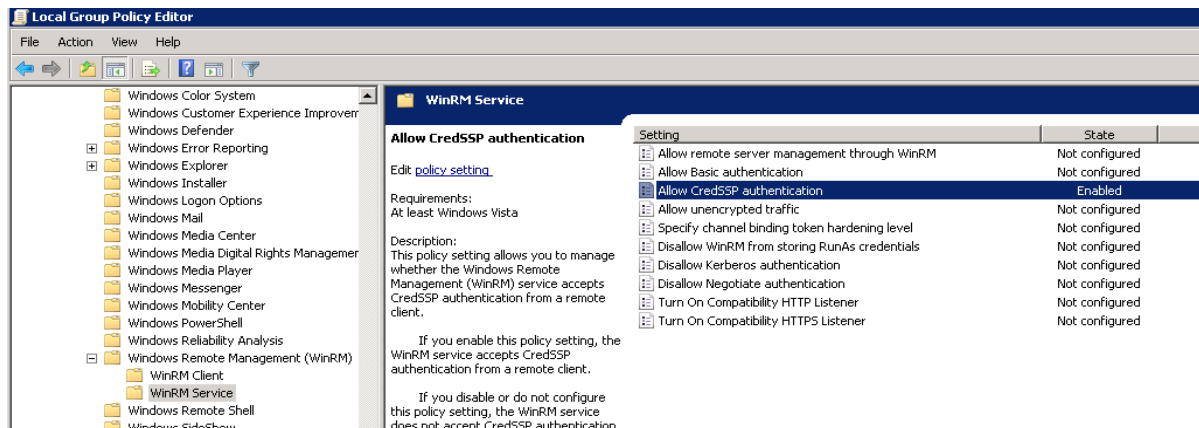 Local Group Policy Editor
File Action View Help
Windows Color System
Windows Customer Experience Improvem
Windows Defender
Windows Error Reporting
Windows Explorer
Windows Installer
Windows Logon Options
Windows Mail
Windows Media Center
Windows Media Digital Rights Managemer
Windows Media Player
Windows Messenger
Windows Mobility Center
Windows PowerShell
Windows Reliability Analysis
Windows Remote Management (WinRM)
WinRM Client
WinRM Service
Windows Remote Shell
Windows SideShow
WinRM Service
Allow CredSSP authentication
Edit policy setting
Requirements:
At least Windows Vista
Description:
This policy setting allows you to manage
whether the Windows Remote
Management (WinRM) service accepts
CredSSP authentication from a remote
client.
If you enable this policy setting, the
WinRM service accepts CredSSP
authentication from a remote client.
If you disable or do not configure
this policy setting, the WinRM service
does not accept CredSSP authentication
Setting State
Allow remote server management through WinRM Not configured
Allow Basic authentication Not configured
Allow CredSSP authentication Enabled
Allow unencrypted traffic Not configured
Specify channel binding token hardening level Not configured
Disallow WinRM from storing RunAs credentials Not configured
Disallow Kerberos authentication Not configured
Disallow Negotiate authentication Not configured
Turn On Compatibility HTTP Listener Not configured
Turn On Compatibility HTTPS Listener Not configured